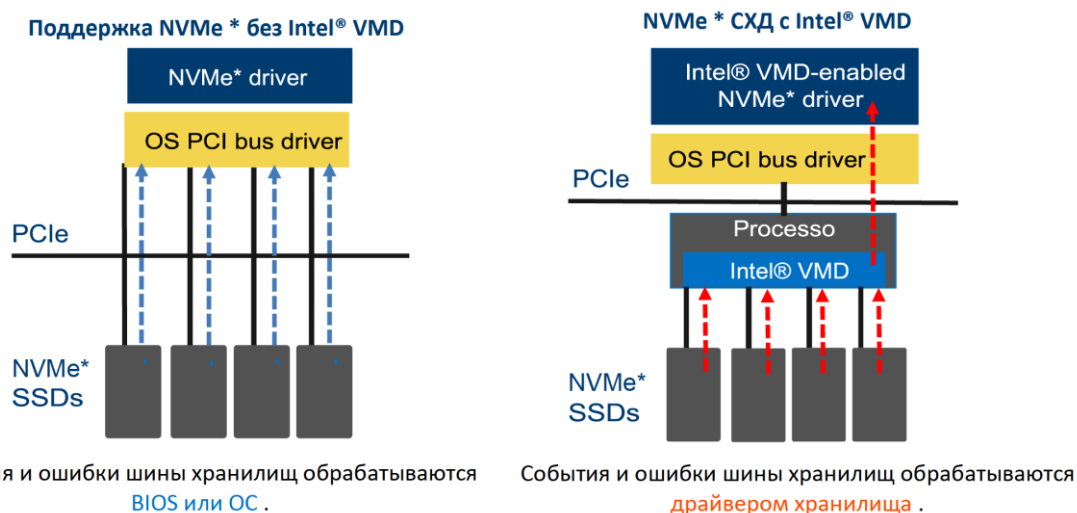 Поддержка NVMe * без Intel® VMD
NVMe* driver
OS PCI bus driver
PCIe
NVMe*
SSDs
я и ошибки шины хранилищ обрабатываются
BIOS или ОС .
NVMe * СХД с Intel® VMD
Intel® VMD-enabled
NVMe* driver
OS PCI bus driver
PCIe
Processo
Intel® VMD
NVMe*
SSDs
События и ошибки шины хранилищ обрабатываются
драйвером хранилища .